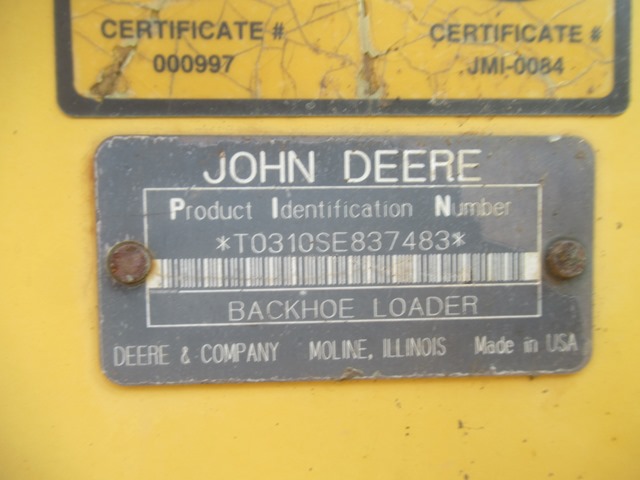 CERTIFICATE # CERTIFICATE #
000997 JMI-0084
JOHN DEERE
Product Identification Number
*T0310SE837483*
BACKHOE LOADER
DEERE & COMPANY MOLINE, ILLINOIS Made in USA